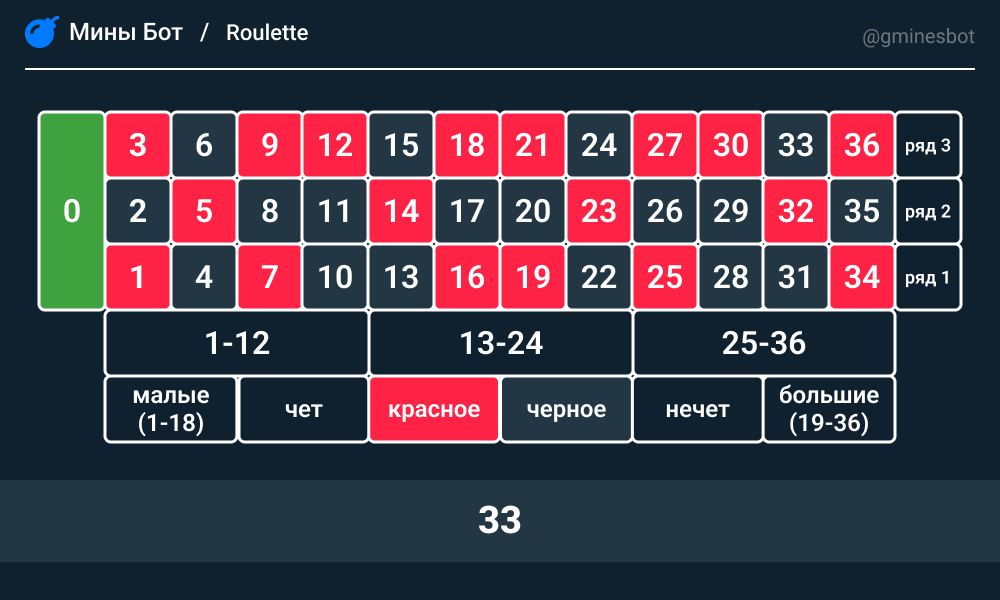 Мины Бот / Roulette
@gminesbot
3 6 9 12 15 18 21 24 27 30 33 36 ряд 3
0 2 5 8 11 14 17 20 23 26 29 32 35 ряд 2
1 4 7 10 13 16 19 22 25 28 31 34 ряд 1
1-12 13-24 25-36
малые
(1-18)
чет
красное
черное
нечет
большие
(19-36)
33